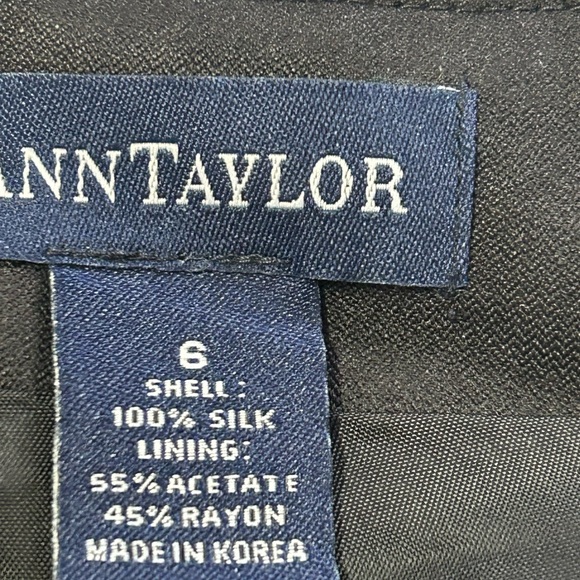 ANNTAYLOR
6
SHELL:
100% SILK
LINING:
55% ACETATE
45% RAYON
MADE IN KOREA